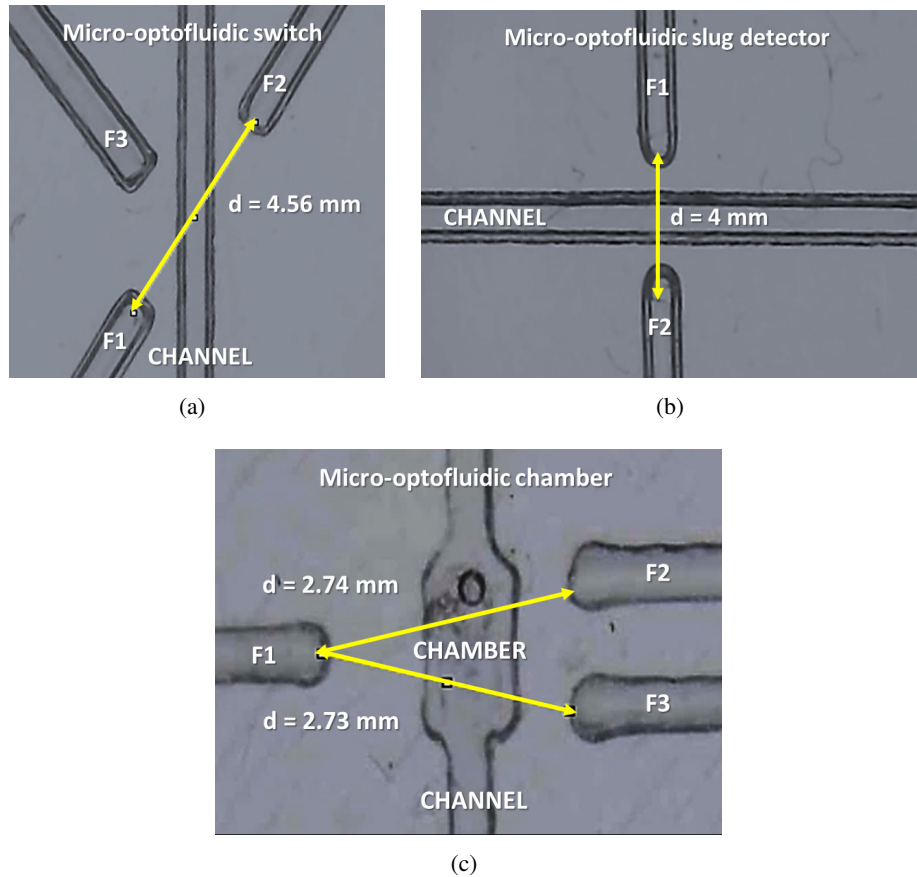 Micro-optofluidic switch
F2
F3
d = 4.56 mm
F1
CHANNEL
(a)
Micro-optofluidic slug detector
F1
CHANNEL
d = 4 mm
F2
(b)
Micro-optofluidic chamber
d = 2.74 mm
F2
F1
CHAMBER
F3
d = 2.73 mm
CHANNEL
(c)